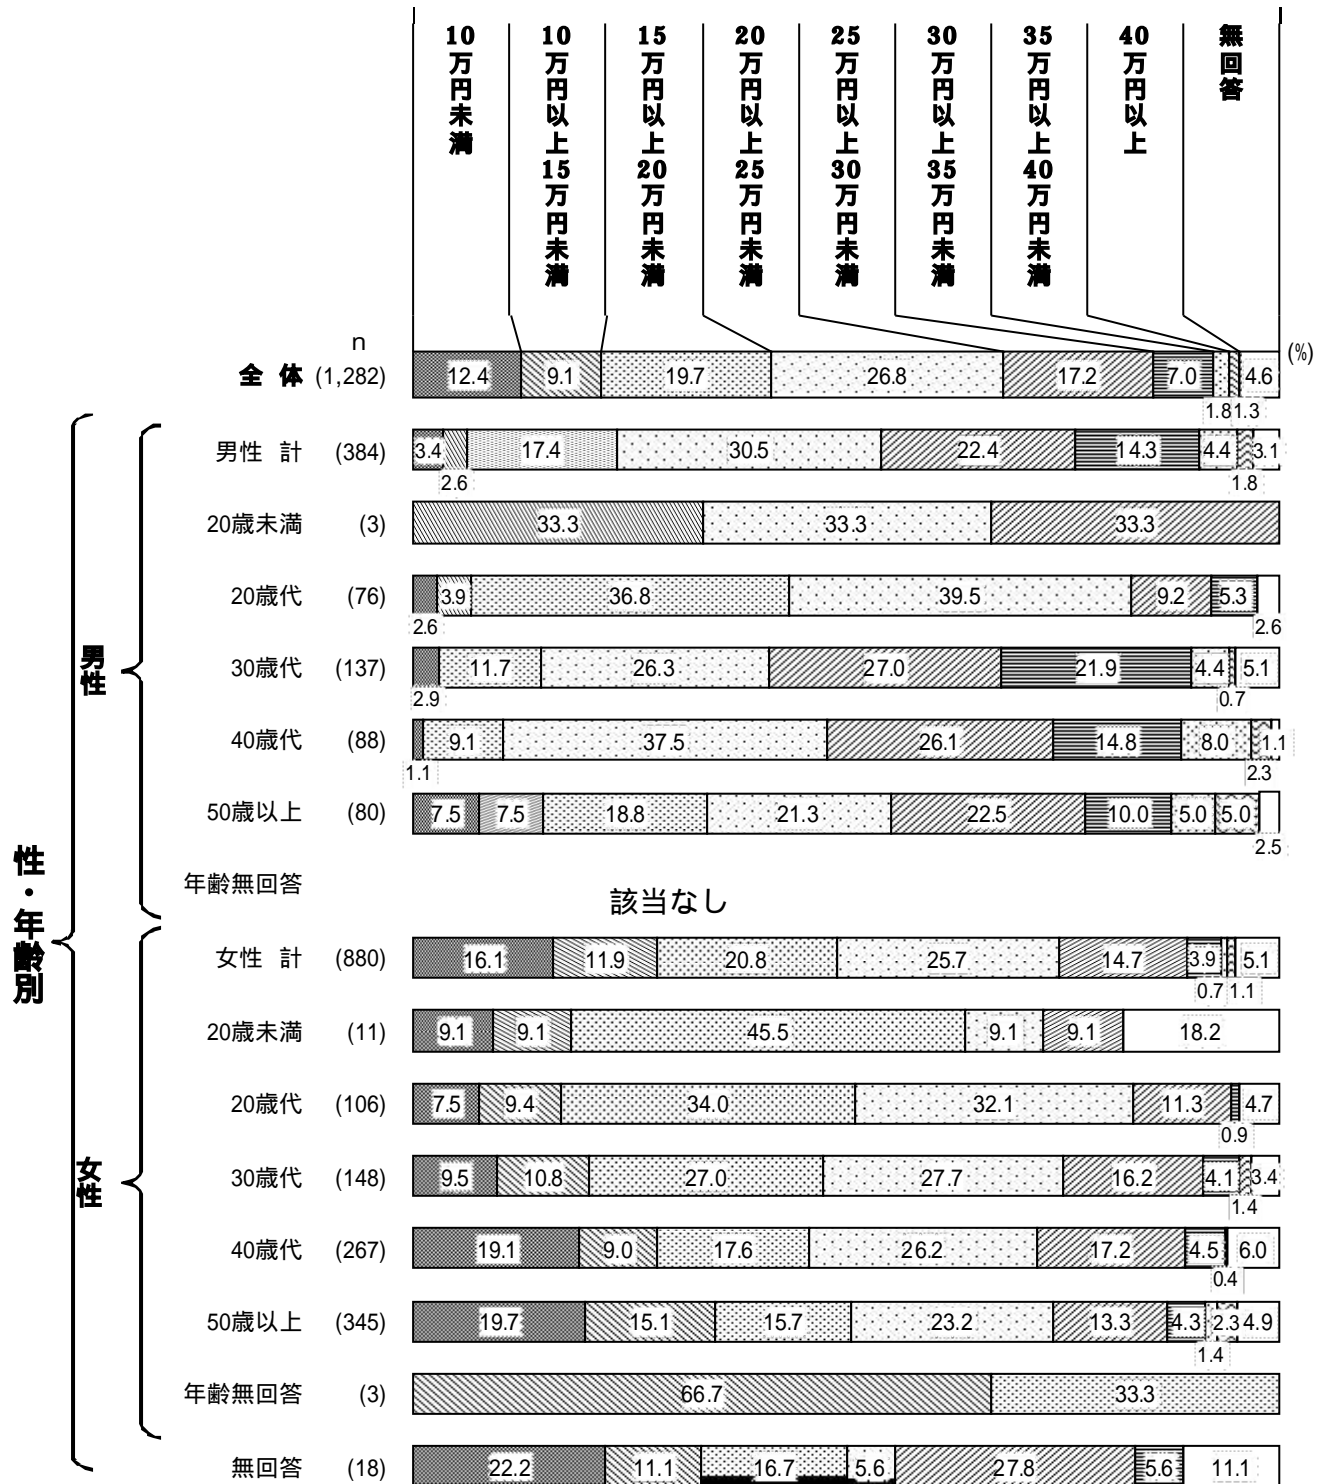 10万円未満
10万円以上15万円未満
15万円以上20万円未満
20万円以上25万円未満
25万円以上30万円未満
30万円以上35万円未満
35万円以上40万円未満
40万円以上
無回答
n
(%)
全 体 (1,282) 12.4 9.1 19.7 26.8 17.2 7.0 1.8 1.3 4.6
性・年齢別
男性
男性 計 (384) 3.4 2.6 17.4 30.5 22.4 14.3 4.4 1.8 3.1
20歳未満 (3) 33.3 33.3 33.3
20歳代 (76) 2.6 3.9 36.8 39.5 9.2 5.3 2.6
30歳代 (137) 2.9 11.7 26.3 27.0 21.9 4.4 0.7 5.1
40歳代 (88) 1.1 9.1 37.5 26.1 14.8 8.0 2.3 1.1
50歳以上 (80) 7.5 7.5 18.8 21.3 22.5 10.0 5.0 5.0 2.5
年齢無回答 該当なし
女性
女性 計 (880) 16.1 11.9 20.8 25.7 14.7 3.9 0.7 1.1 5.1
20歳未満 (11) 9.1 9.1 45.5 9.1 9.1 18.2
20歳代 (106) 7.5 9.4 34.0 32.1 11.3 0.9 4.7
30歳代 (148) 9.5 10.8 27.0 27.7 16.2 4.1 1.4 3.4
40歳代 (267) 19.1 9.0 17.6 26.2 17.2 4.5 0.4 6.0
50歳以上 (345) 19.7 15.1 15.7 23.2 13.3 4.3 1.4 2.3 4.9
年齢無回答 (3) 66.7 33.3
無回答 (18) 22.2 11.1 16.7 5.6 27.8 5.6 11.1